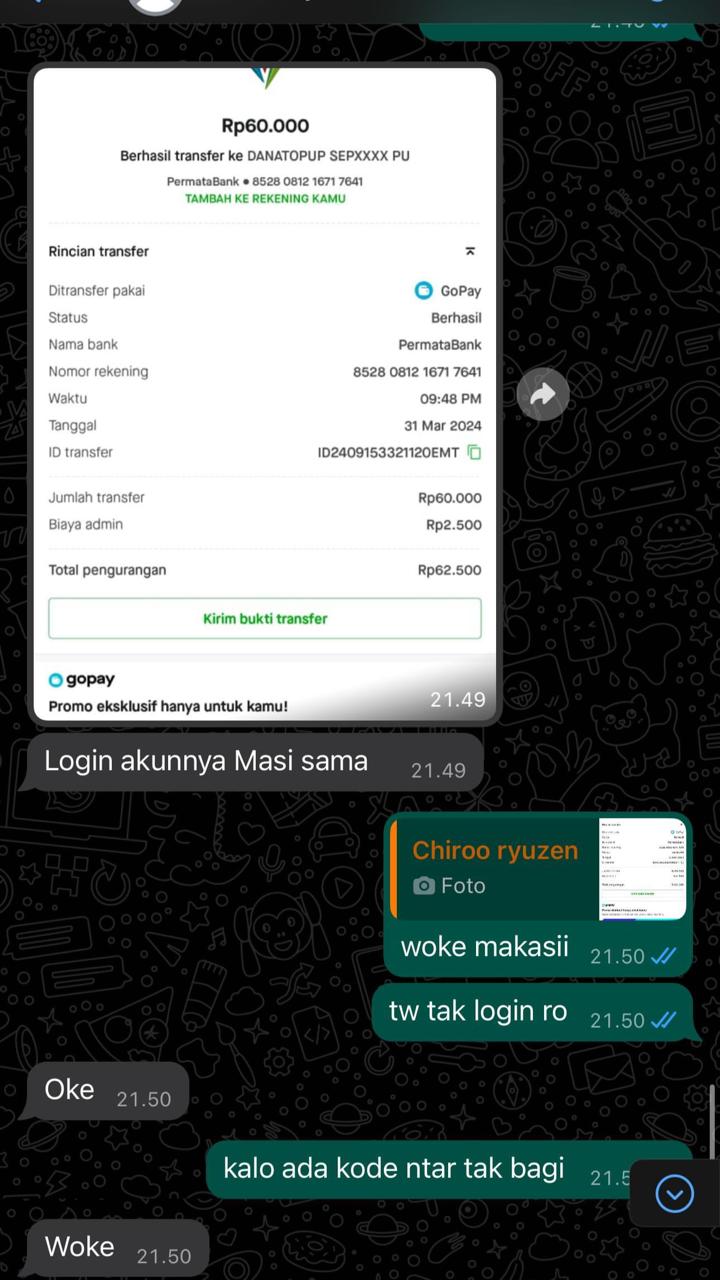 Rp60.000
Berhasil transfer ke DANATOPUP SEPXXXX PU
PermataBank • 8528 0812 1671 7641
TAMBAH KE REKENING KAMU
Rincian transfer
Ditransfer pakai GoPay
Status Berhasil
Nama bank PermataBank
Nomor rekening 8528 0812 1671 7641
Waktu 09:48 PM
Tanggal 31 Mar 2024
ID transfer ID2409153321120EMT
Jumlah transfer Rp60.000
Biaya admin Rp2.500
Total pengurangan Rp62.500
Kirim bukti transfer
gopay
Promo eksklusif hanya untuk kamu! 21.49
Login akunnya Masi sama 21.49
Chiroo ryuzen
Foto
woke makasii 21.50
tw tak login ro 21.50
Oke 21.50
kalo ada kode ntar tak bagi
Woke 21.50